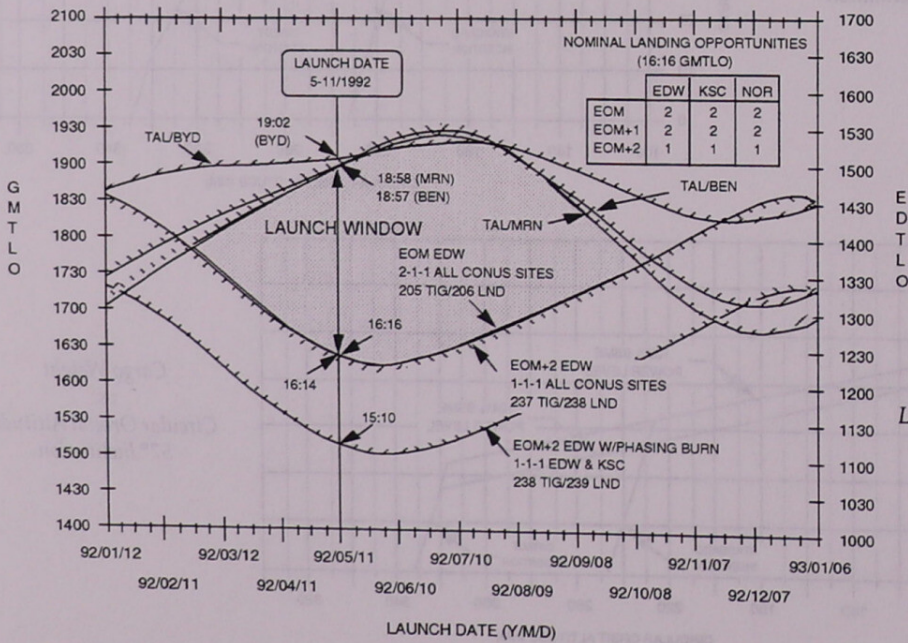 2100
2030
2000
1930
1900
1830
1800
1730
1700
1630
1600
1530
1500
1430
1400
GMTLO
LAUNCH DATE
5-11/1992
NOMINAL LANDING OPPORTUNITIES
(16:16 GMTLO)
EDW KSC NOR
EOM 2 2 2
EOM+1 2 2 2
EOM+2 1 1 1
TAL/BYD
19:02
(BYD)
18:58 (MRN)
18:57 (BEN)
TAL/BEN
TAL/MRN
LAUNCH WINDOW
EOM EDW
2-1-1 ALL CONUS SITES
205 TIG/206 LND
16:16
16:14
EOM+2 EDW
1-1-1 ALL CONUS SITES
237 TIG/238 LND
15:10
EOM+2 EDW W/PHASING BURN
1-1-1 EDW & KSC
238 TIG/239 LND
1700
1630
1600
1530
1500
1430
1400
1330
1300
1230
1200
1130
1100
1030
1000
EDTLO
L
92/01/12
92/02/11
92/03/12
92/04/11
92/05/11
92/06/10
92/07/10
92/08/09
92/09/08
92/10/08
92/11/07
92/12/07
93/01/06
LAUNCH DATE (Y/M/D)